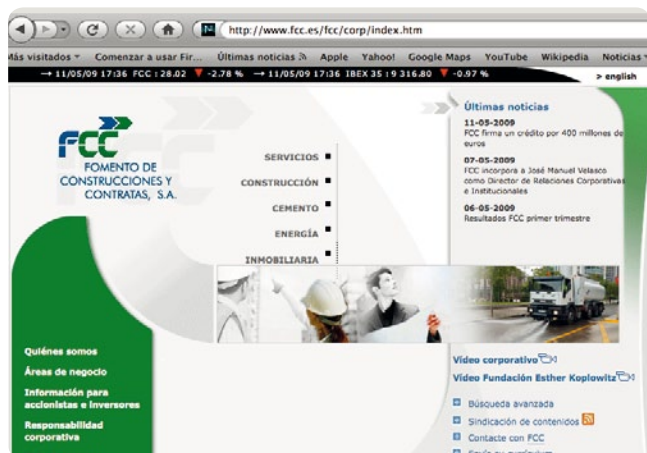 http://www.fcc.es/fcc/corp/index.htm
Más visitados Comenzar a usar Fir... Últimas noticias Apple Yahoo! Google Maps YouTube Wikipedia Noticias
→ 11/05/09 17:36 FCC : 28.02 ▼ -2.78 % → 11/05/09 17:36 IBEX 35 : 9 316.80 ▼ -0.97 %
> english
FCC
FOMENTO DE
CONSTRUCCIONES Y
CONTRATAS, S.A.
SERVICIOS
CONSTRUCCIÓN
CEMENTO
ENERGÍA
INMOBILIARIA
Últimas noticias
11-05-2009
FCC firma un crédito por 400 millones de
euros
07-05-2009
FCC incorpora a José Manuel Velasco
como Director de Relaciones Corporativas
e Institucionales
06-05-2009
Resultados FCC primer trimestre
Quiénes somos
Áreas de negocio
Información para
accionistas e inversores
Responsabilidad
corporativa
Vídeo corporativo
Vídeo Fundación Esther Koplowitz
Búsqueda avanzada
Sindicación de contenidos
Contacte con FCC
Envíe su currículum